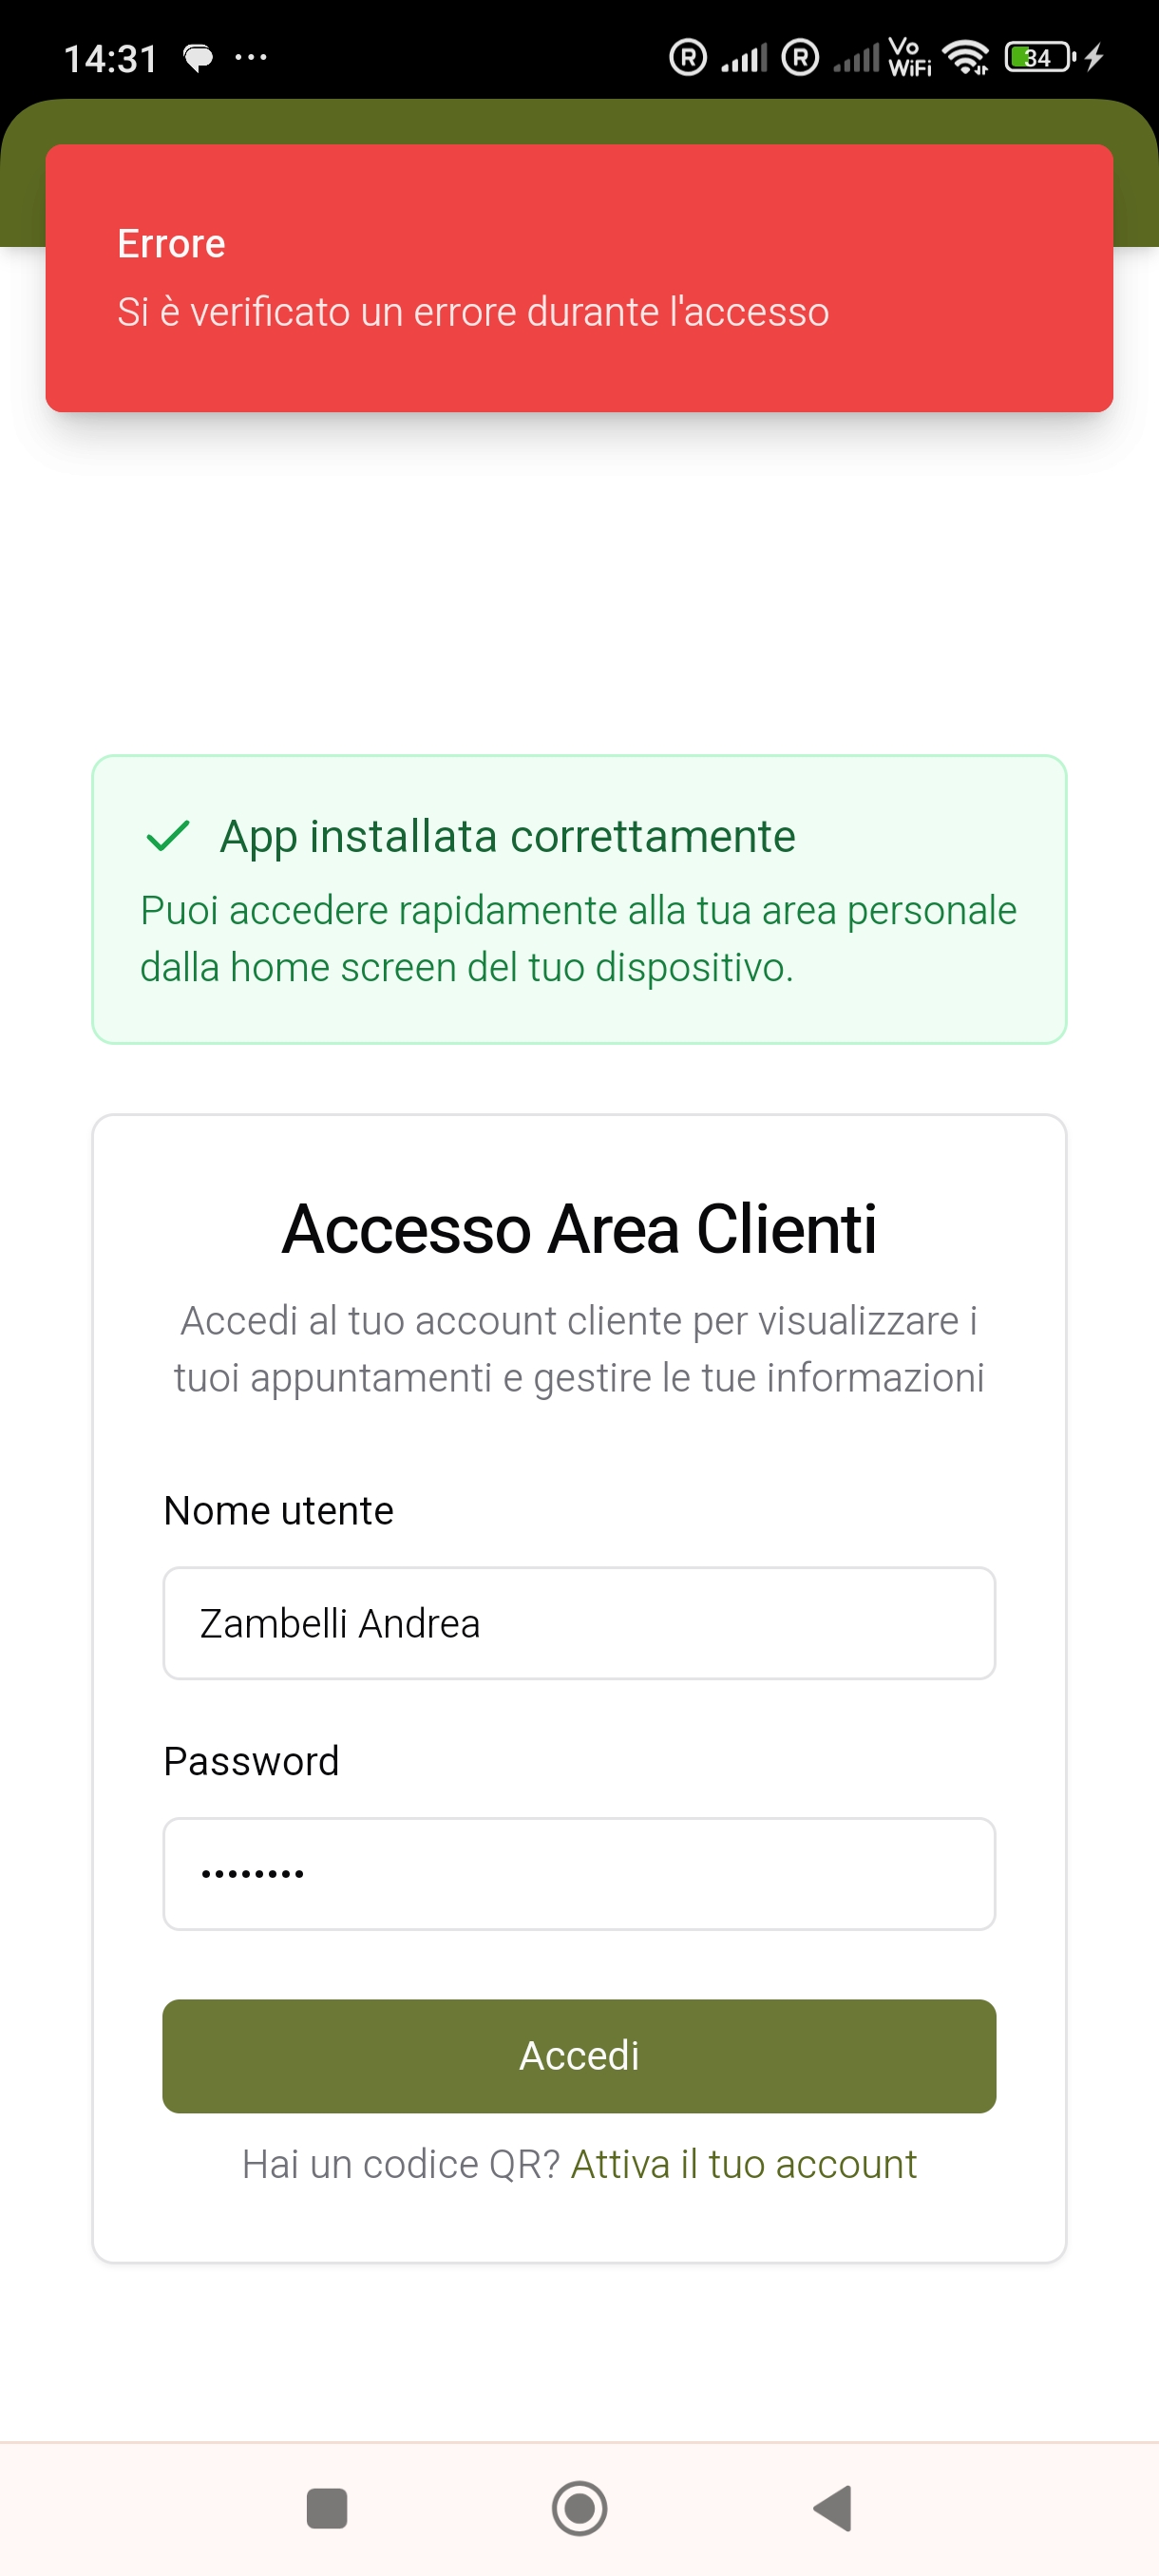 14:31
R R Vo WiFi 34
Errore
Si è verificato un errore durante l'accesso
App installata correttamente
Puoi accedere rapidamente alla tua area personale
dalla home screen del tuo dispositivo.
Accesso Area Clienti
Accedi al tuo account cliente per visualizzare i
tuoi appuntamenti e gestire le tue informazioni
Nome utente
Zambelli Andrea
Password
••••••••
Accedi
Hai un codice QR? Attiva il tuo account